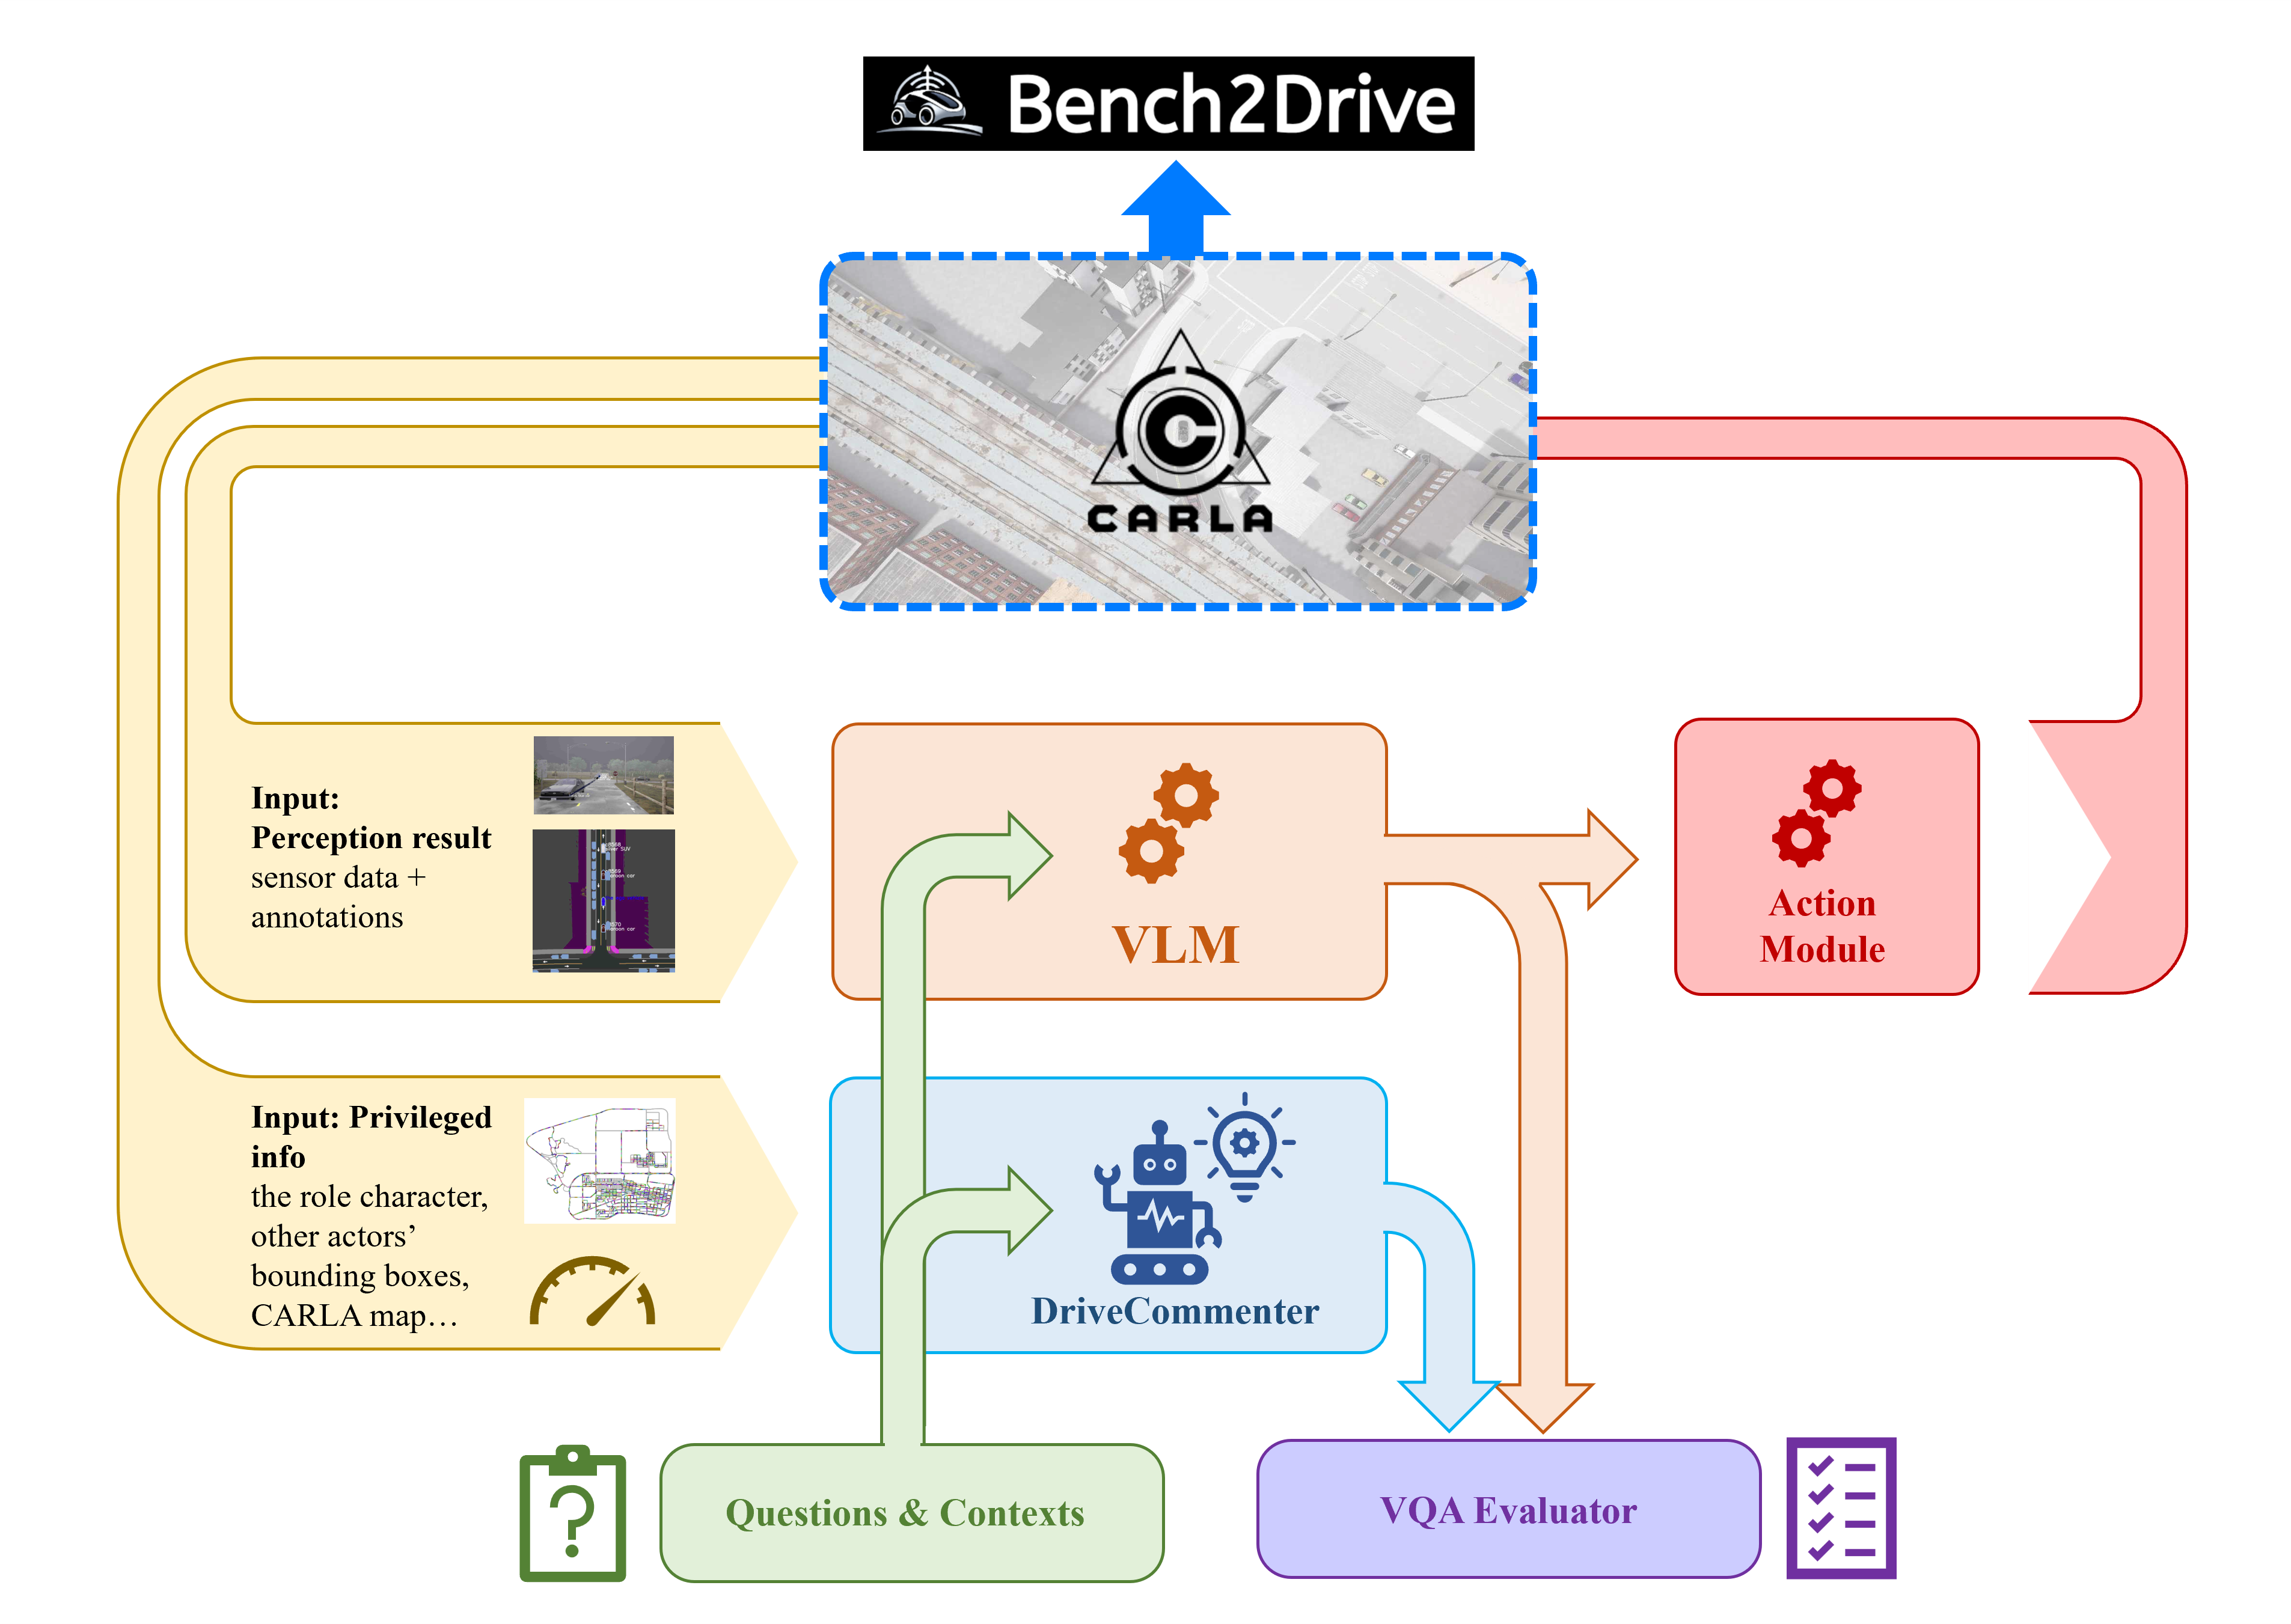 Bench2Drive
CARLA
Input:
Perception result
sensor data +
annotations
VLM
Action
Module
Input: Privileged
info
the role character,
other actors’
bounding boxes,
CARLA map…
DriveCommenter
Questions & Contexts
VQA Evaluator